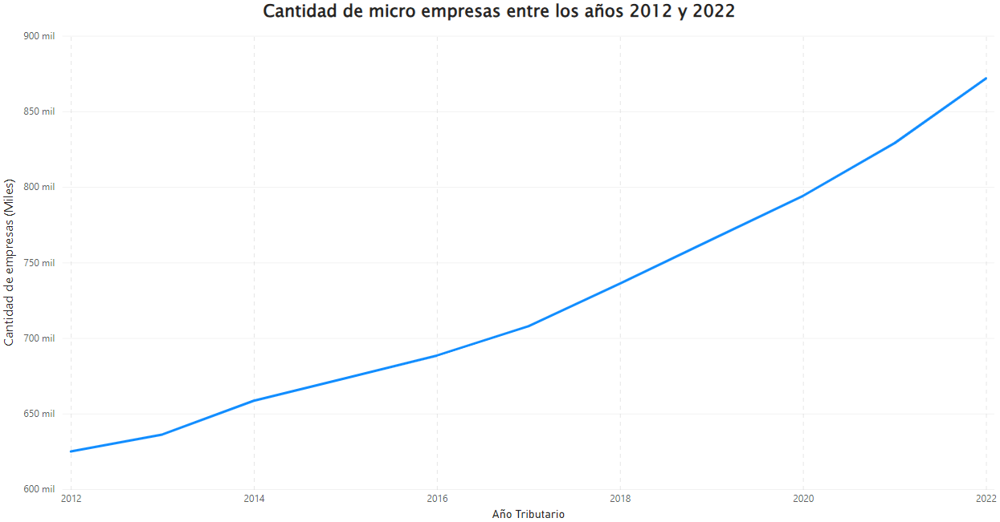 Cantidad de micro empresas entre los años 2012 y 2022
900 mil
850 mil
800 mil
750 mil
700 mil
650 mil
600 mil
Cantidad de empresas (Miles)
2012 2014 2016 2018 2020 2022
Año Tributario